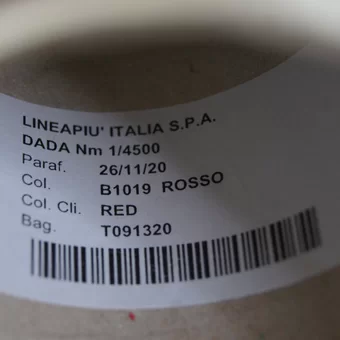 LINEAPIU' ITALIA S.P.A.
DADA Nm 1/4500
Paraf. 26/11/20
Col. B1019 ROSSO
Col. Cli. RED
Bag. T091320